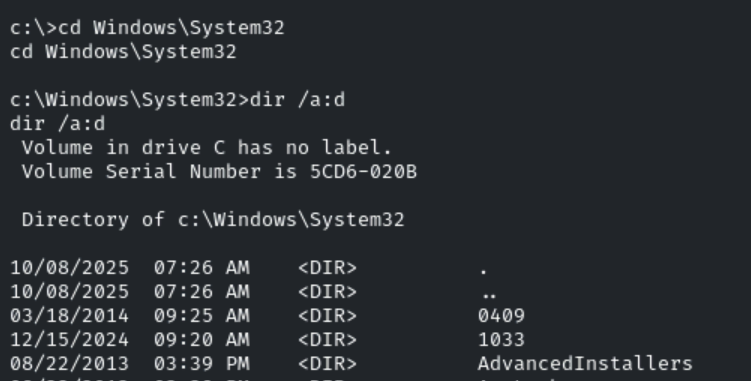 c:\>cd Windows\System32
cd Windows\System32
c:\Windows\System32>dir /a:d
dir /a:d
Volume in drive C has no label.
Volume Serial Number is 5CD6-020B
Directory of c:\Windows\System32
10/08/2025 07:26 AM <DIR> .
10/08/2025 07:26 AM <DIR> ..
03/18/2014 09:25 AM <DIR> 0409
12/15/2024 09:20 AM <DIR> 1033
08/22/2013 03:39 PM <DIR> AdvancedInstallers